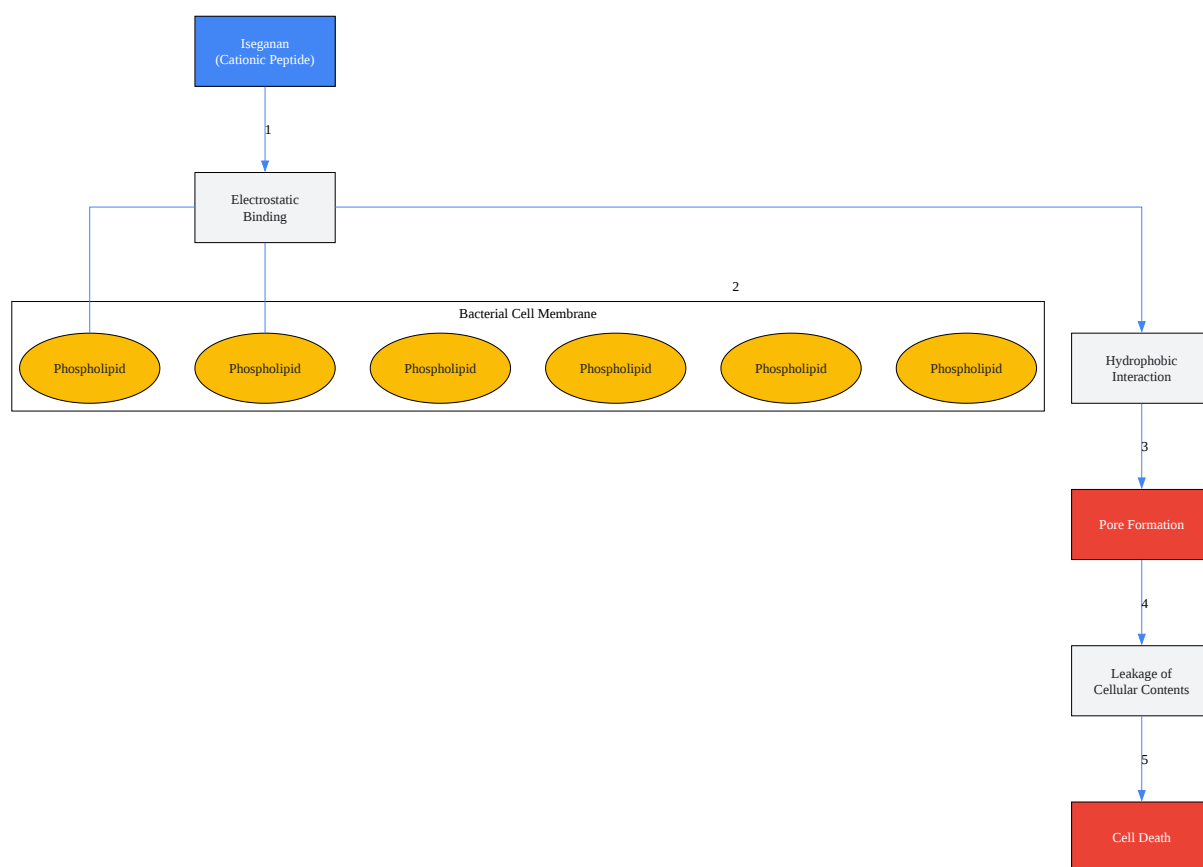 Iseganan
(Cationic Peptide)
1
Electrostatic
Binding
2
Bacterial Cell Membrane
Phospholipid
Phospholipid
Phospholipid
Phospholipid
Phospholipid
Phospholipid
Hydrophobic
Interaction
3
Pore Formation
4
Leakage of
Cellular Contents
5
Cell Death